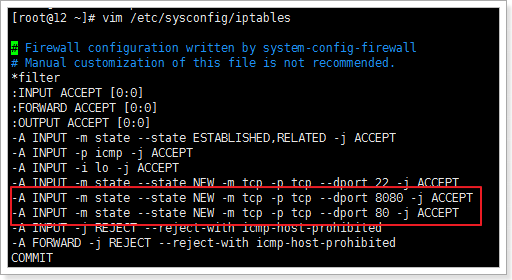 [root@12 ~]# vim /etc/sysconfig/iptables
# Firewall configuration written by system-config-firewall
# Manual customization of this file is not recommended.
*filter
:INPUT ACCEPT [0:0]
:FORWARD ACCEPT [0:0]
:OUTPUT ACCEPT [0:0]
-A INPUT -m state --state ESTABLISHED,RELATED -j ACCEPT
-A INPUT -p icmp -j ACCEPT
-A INPUT -i lo -j ACCEPT
-A INPUT -m state --state NEW -m tcp -p tcp --dport 22 -j ACCEPT
-A INPUT -m state --state NEW -m tcp -p tcp --dport 8080 -j ACCEPT
-A INPUT -m state --state NEW -m tcp -p tcp --dport 80 -j ACCEPT
-A INPUT -j REJECT --reject-with icmp-host-prohibited
-A FORWARD -j REJECT --reject-with icmp-host-prohibited
COMMIT